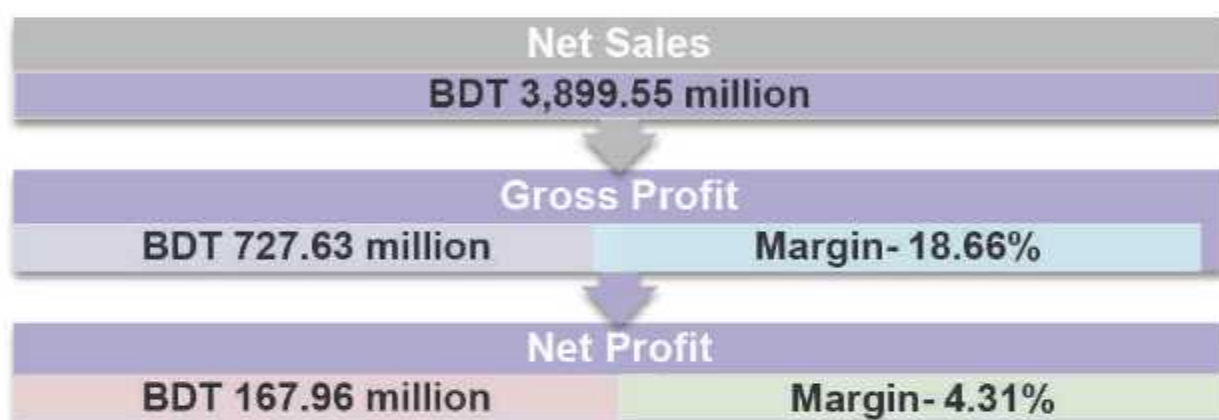 Net Sales
BDT 3,899.55 million
Gross Profit
BDT 727.63 million Margin- 18.66%
Net Profit
BDT 167.96 million Margin- 4.31%